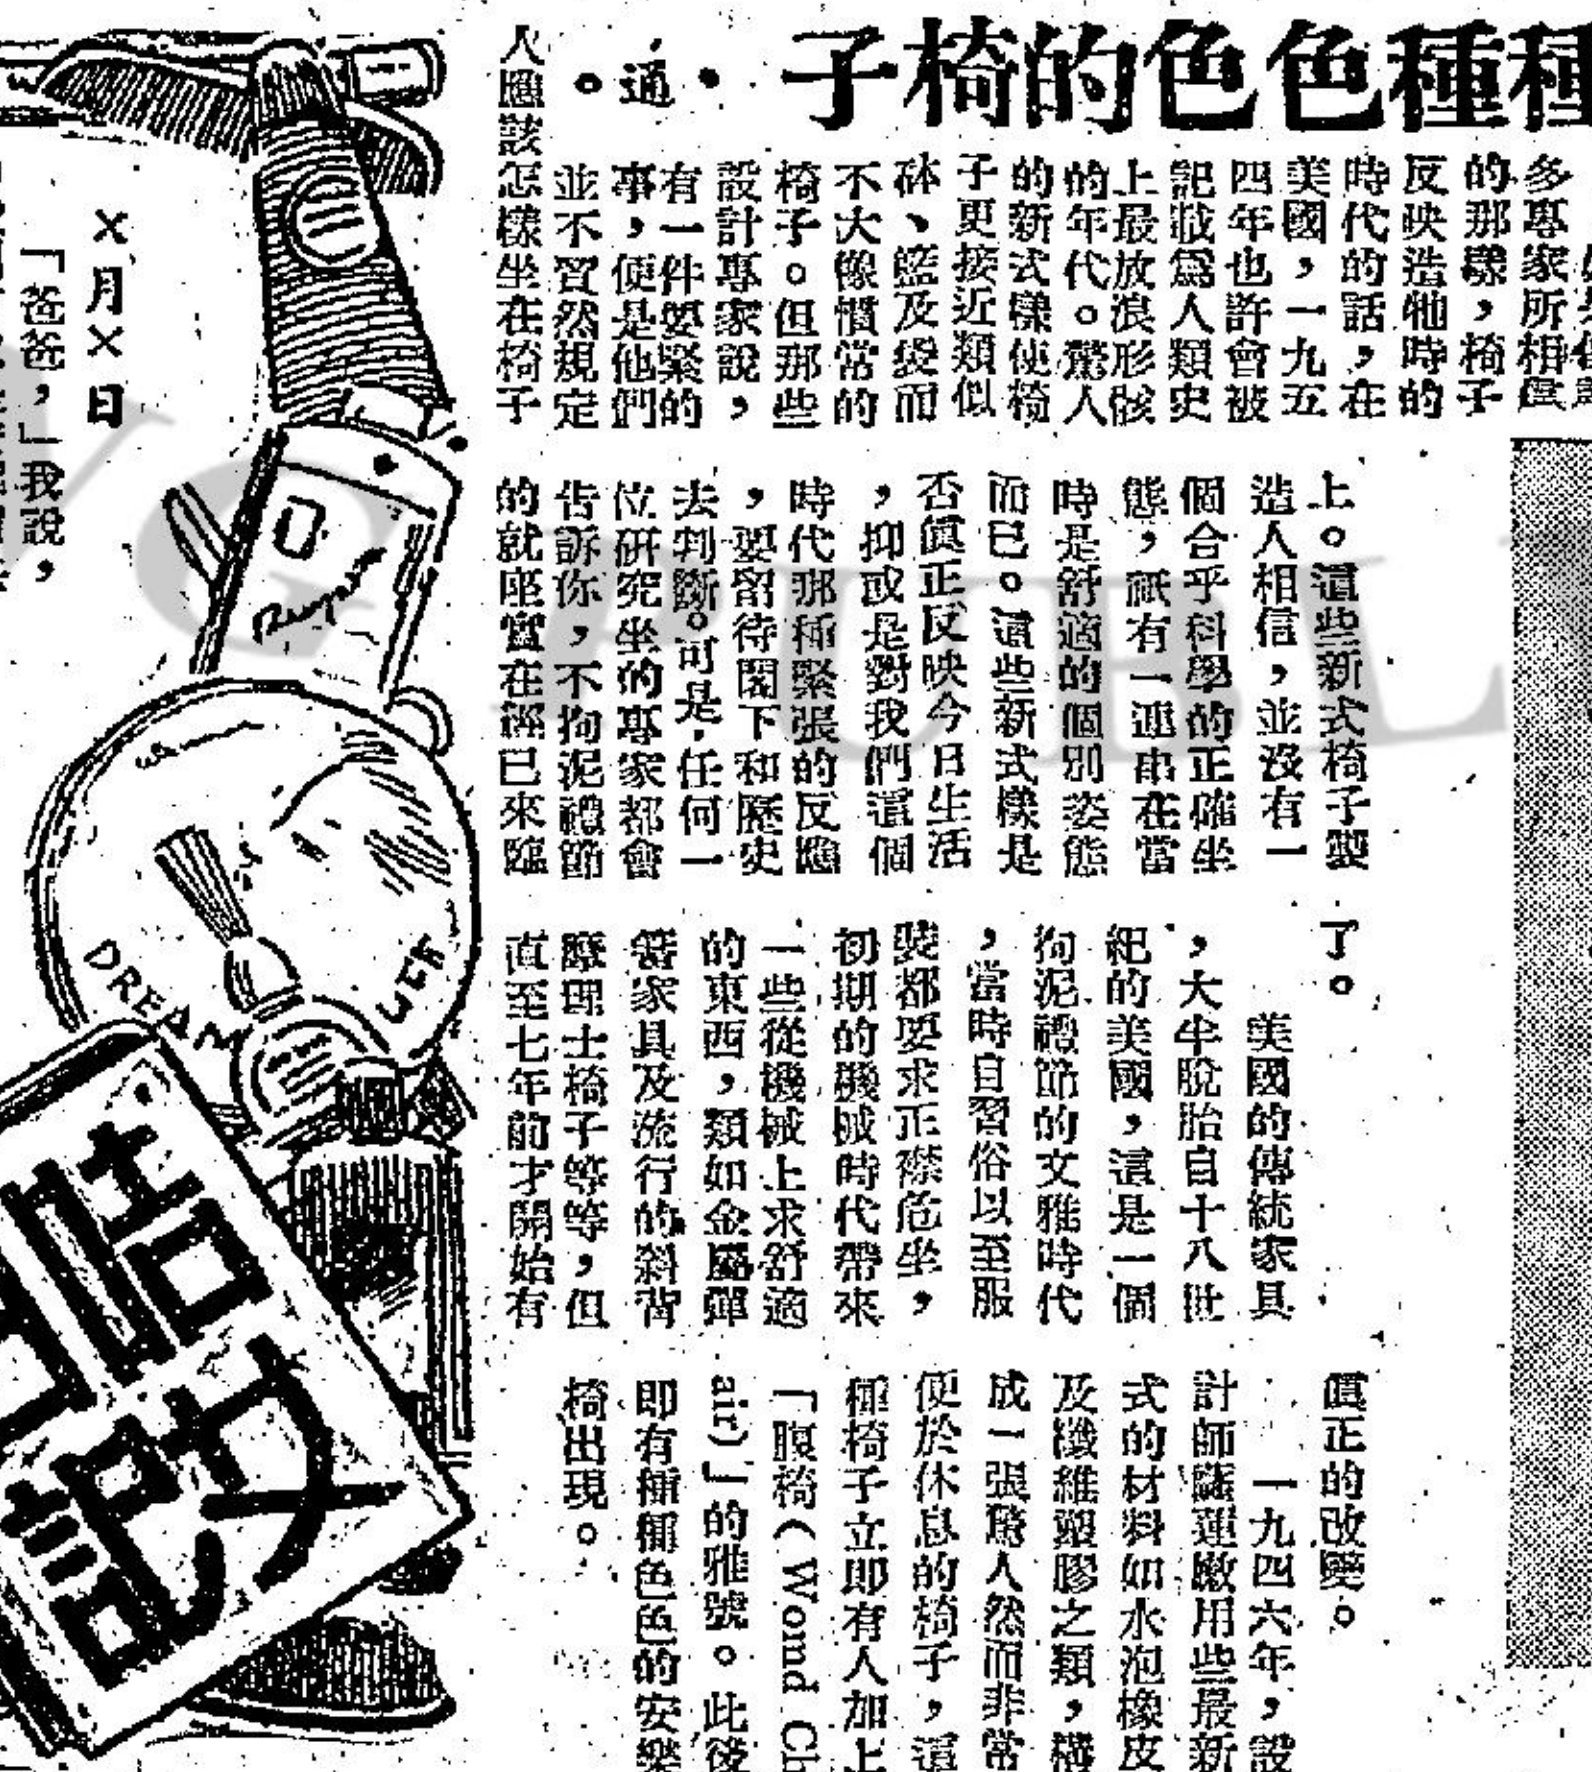 種種色色的椅子
・通。
多專家所相
的那樣,椅子
反映造牠時的
時代的話,在
美國,一九五
四年也許會被
記載爲人類史
上最放浪形骸
的年代。驚人
的新式樣使椅
子更接近類似
砵、籃及袋而
不大像慣常的
椅子。但那些
設計專家說,
有一件要緊的
事,便是他們
並不貿然規定
人應該怎樣坐在椅子
上。這些新式椅子製
造人相信,並沒有一
個合乎科學的正確坐
態,祇有一連串在當
時是舒適的個別姿態
而已。這些新式樣是
否眞正反映今日生活
,抑或是對我們這個
時代那種緊張的反應
,要留待閣下和歷史
去判斷。可是,任何一
位研究坐的專家都會
告訴你,不拘泥禮節
的就座實在經已來臨
了。
美國的傳統家具
,大半脫胎自十八世
紀的美國,這是一個
拘泥禮節的文雅時代
,當時自習俗以至服
裝都要求正襟危坐,
初期的機械時代帶來
一些從機械上求舒適
的東西,類如金屬彈
簧家具及流行的斜背
摩理士椅子等等,但
直至七年前才開始有
眞正的改變。
一九四六年,設
計師薩蓮嫩用些最新
式的材料如水泡橡皮
及纖維塑膠之類,構
成一張驚人然而非常
便於休息的椅子,這
種椅子立即有人加上
「腹椅(Womd Ch
air)」的雅號。此後
即有種種色色的安樂
椅出現。
×月×日
「爸爸,」我說,
DREAM
PUBL